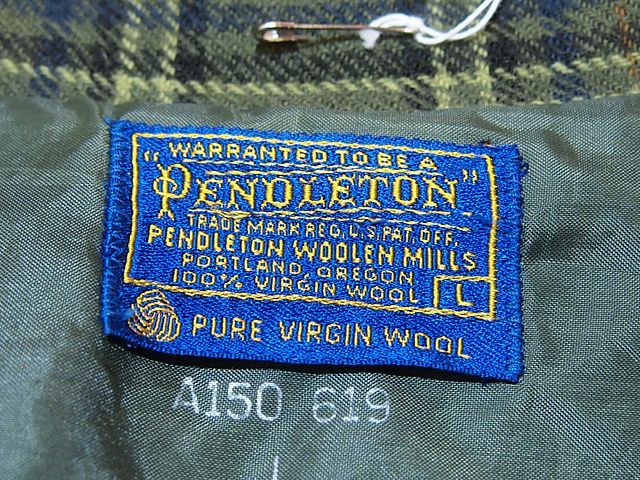 WARRANTED TO BE A
"PENDLETON"
TRADE MARK REG. U.S. PAT. OFF.
PENDLETON WOOLEN MILLS
PORTLAND, OREGON
100% VIRGIN WOOL L
PURE VIRGIN WOOL
A150 619